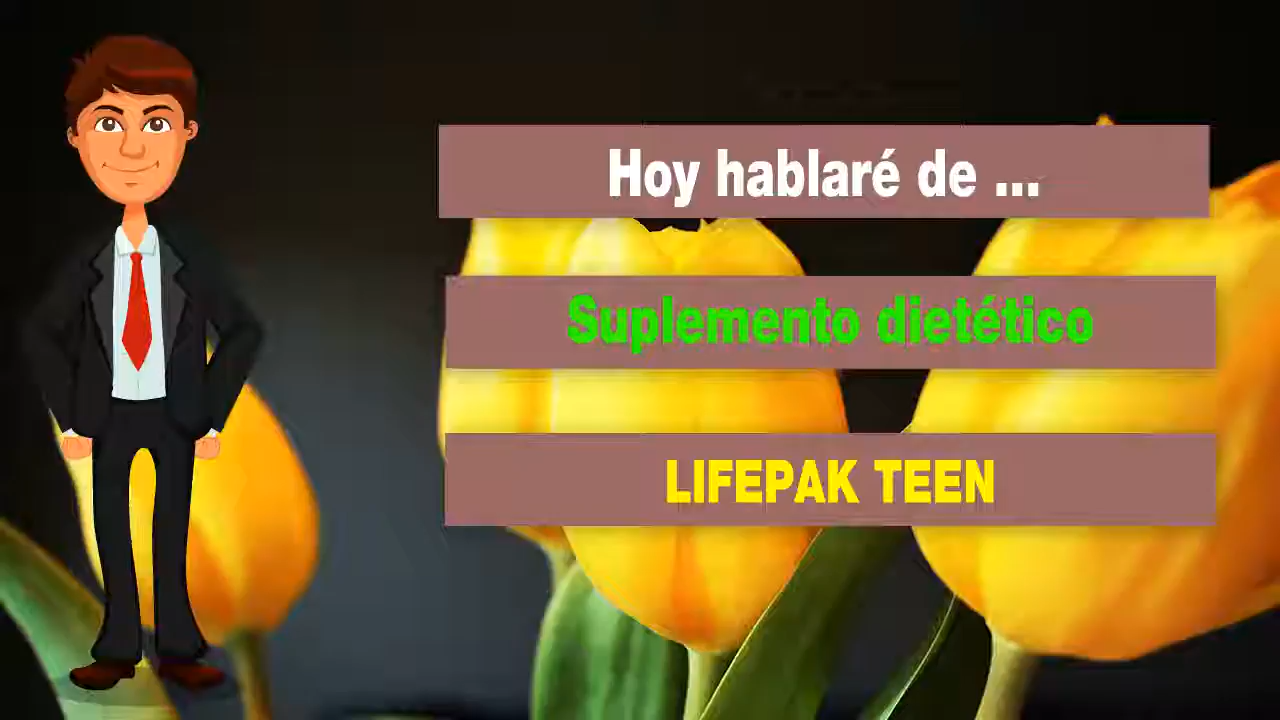 Hoy hablaré de ...
Suplemento dietético
LIFEPAK TEEN